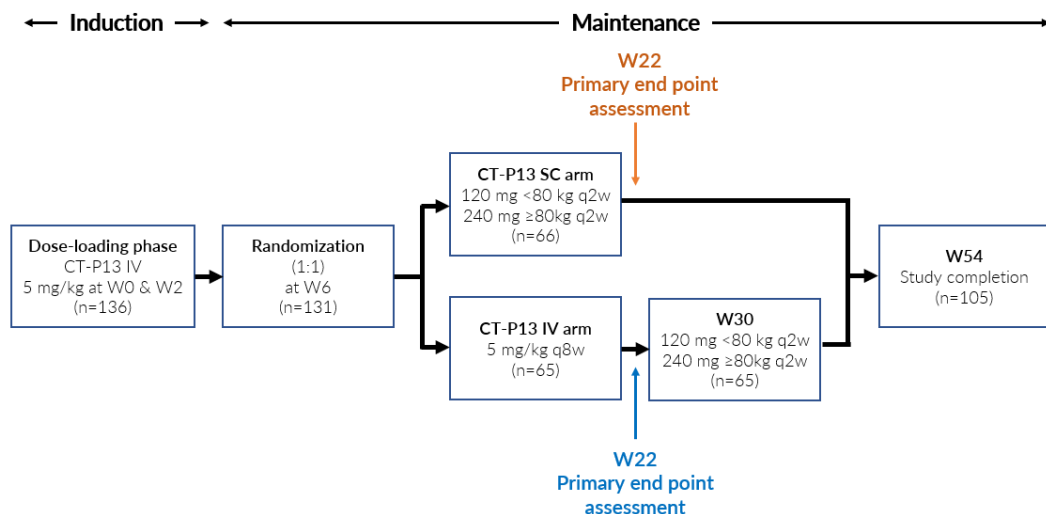 Induction
Maintenance
W22
Primary end point
assessment
CT-P13 SC arm
120 mg <80 kg q2w
240 mg ≥80kg q2w
(n=66)
Dose-loading phase
CT-P13 IV
5 mg/kg at W0 & W2
(n=136)
Randomization
(1:1)
at W6
(n=131)
W54
Study completion
(n=105)
CT-P13 IV arm
5 mg/kg q8w
(n=65)
W30
120 mg <80 kg q2w
240 mg ≥80kg q2w
(n=65)
W22
Primary end point
assessment